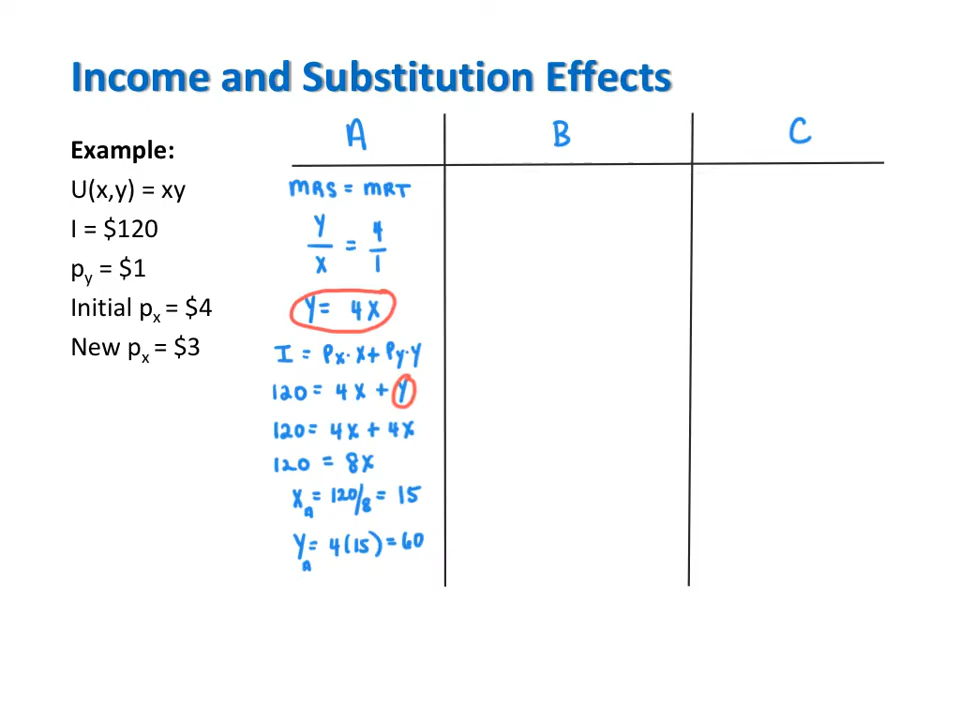 Income and Substitution Effects
Example:
U(x,y) = xy
I = $120
py = $1
Initial px = $4
New px = $3
A B C
MRS = MRT
Y/X = 4/1
Y = 4X
I = Px·X + Py·Y
120 = 4X + Y
120 = 4X + 4X
120 = 8X
XA = 120/8 = 15
YA = 4(15) = 60